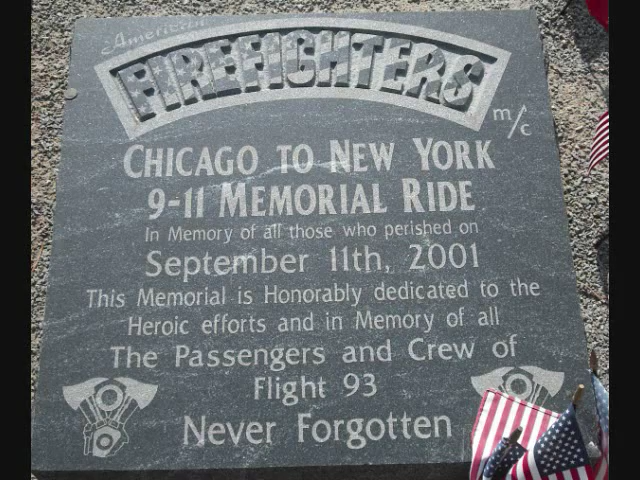 American
FIREFIGHTERS
m/c
CHICAGO TO NEW YORK
9-11 MEMORIAL RIDE
In Memory of all those who perished on
September 11th, 2001
This Memorial is Honorably dedicated to the
Heroic efforts and in Memory of all
The Passengers and Crew of
Flight 93
Never Forgotten